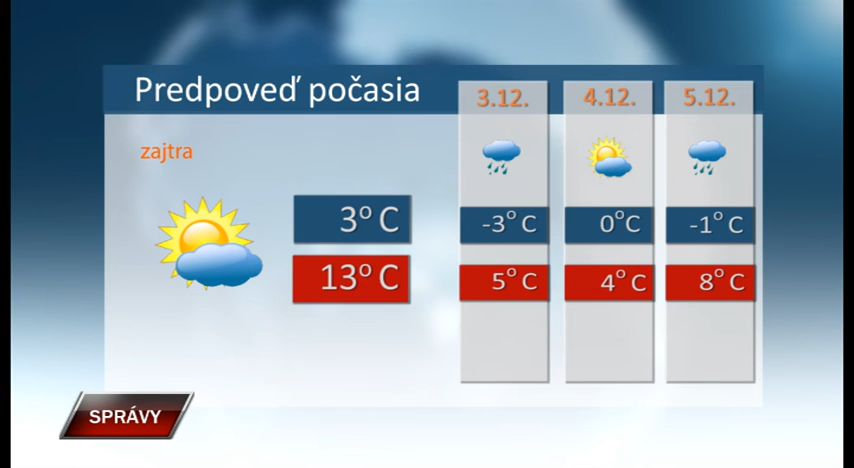 Predpoveď počasia
zajtra
3° C
13° C
3.12.
-3° C
5° C
4.12.
0°C
4° C
5.12.
-1° C
8° C
SPRÁVY